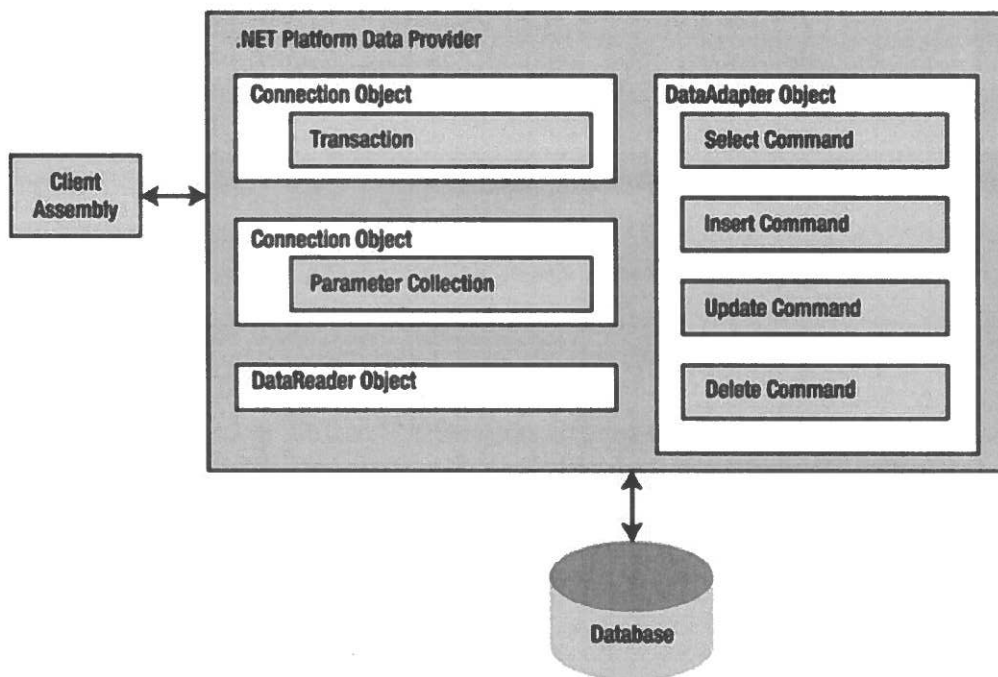 .NET Platform Data Provider
Connection Object
Transaction
Client
Assembly
Connection Object
Parameter Collection
DataReader Object
DataAdapter Object
Select Command
Insert Command
Update Command
Delete Command
Database